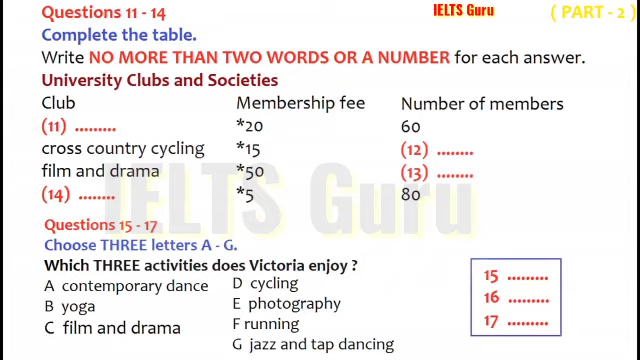 Questions 11 - 14
IELTS Guru
( PART - 2 )
Complete the table.
Write NO MORE THAN TWO WORDS OR A NUMBER for each answer.
University Clubs and Societies
Club Membership fee Number of members
(11) ......... *20 60
cross country cycling *15 (12) ........
film and drama *50 (13) ........
(14) ........ *5 80
IELTS Guru
Questions 15 - 17
Choose THREE letters A - G.
Which THREE activities does Victoria enjoy ?
A contemporary dance
B yoga
C film and drama
D cycling
E photography
F running
G jazz and tap dancing
15 .........
16 .........
17 .........